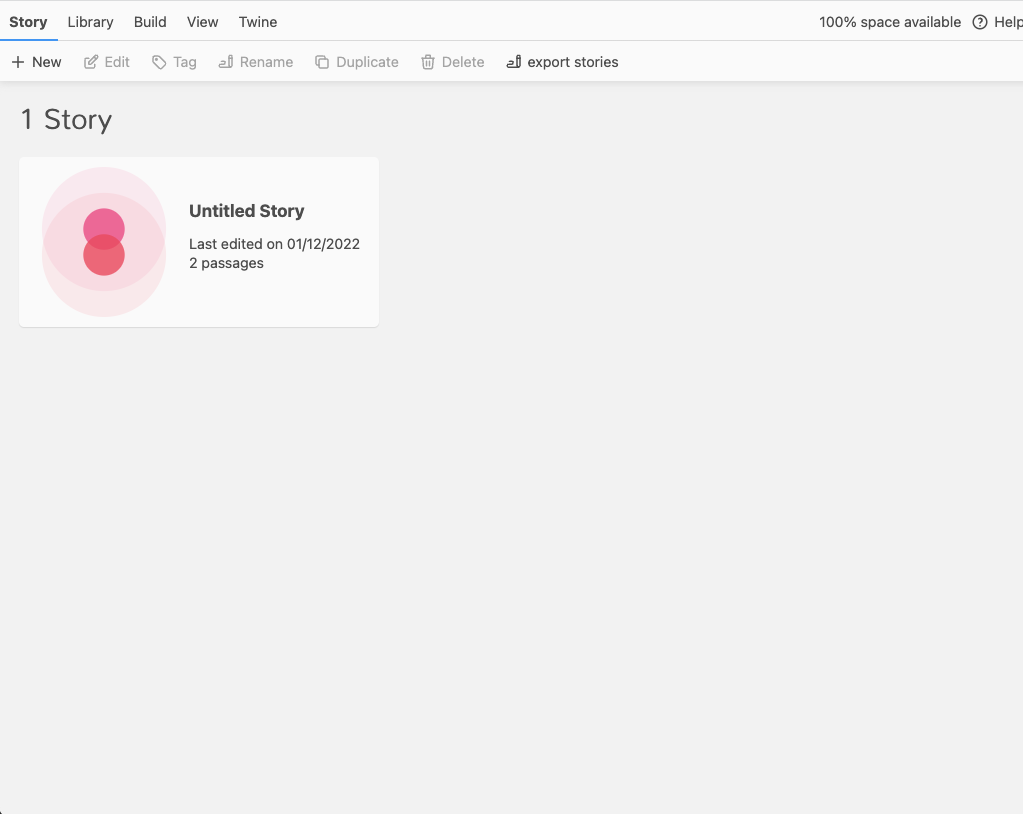 Story Library Build View Twine 100% space available Help
New Edit Tag Rename Duplicate Delete export stories
1 Story
Untitled Story
Last edited on 01/12/2022
2 passages